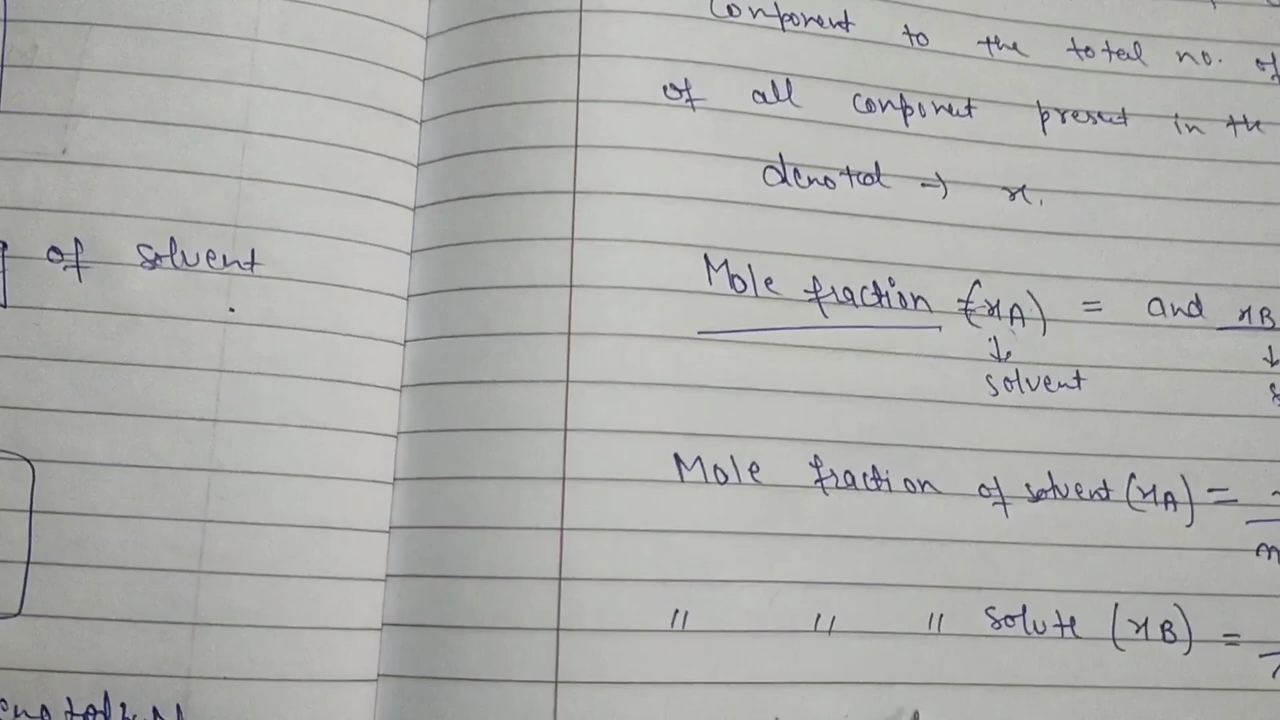 of solvent
Component to the total no. of
of all component present in the
denoted → x.
Mole fraction (xA) = and xB
↓ ↓
solvent
Mole fraction of solvent (xA) =
" " " solute (xB) =